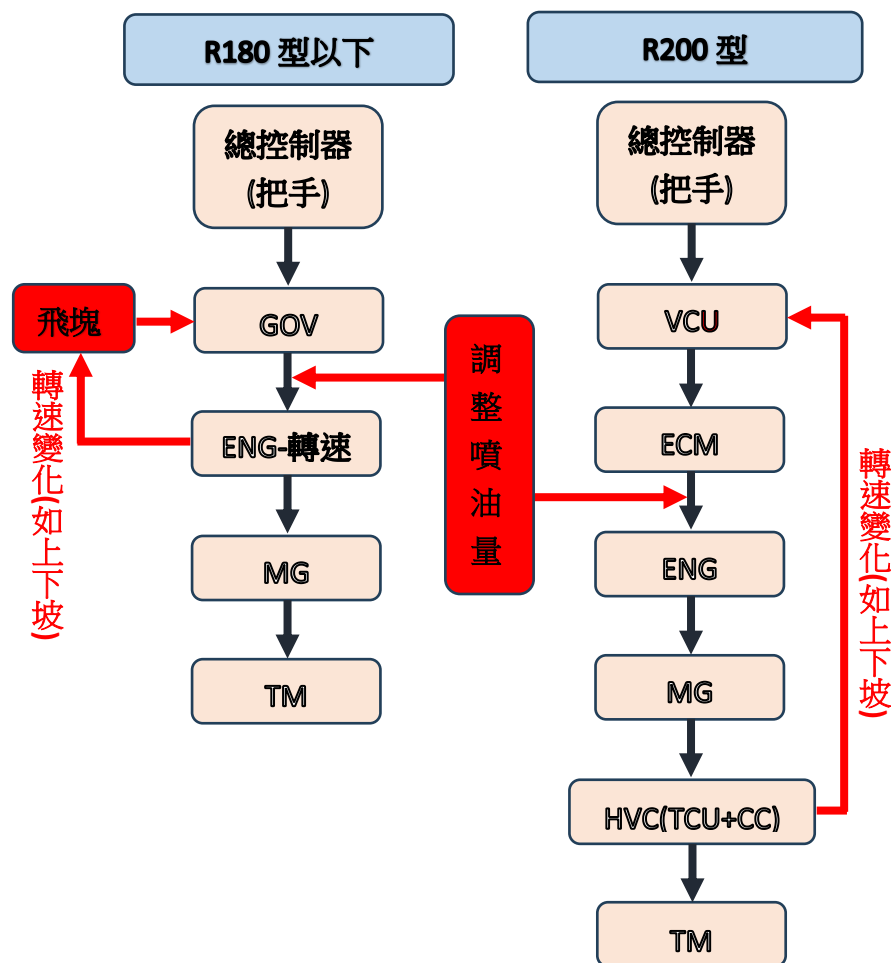 R180 型以下
總控制器
(把手)
GOV
飛塊
轉速變化(如上下坡)
ENG-轉速
MG
TM
調整噴油量
R200 型
總控制器
(把手)
VCU
ECM
ENG
MG
HVC(TCU+CC)
TM
轉速變化(如上下坡)